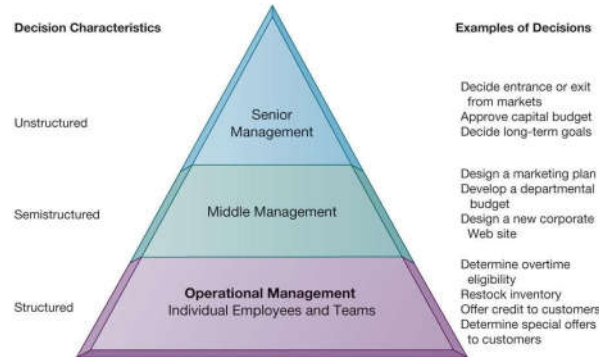 Decision Characteristics
Examples of Decisions
Unstructured
Senior
Management
Decide entrance or exit
from markets
Approve capital budget
Decide long-term goals
Semistructured
Middle Management
Design a marketing plan
Develop a departmental
budget
Design a new corporate
Web site
Structured
Operational Management
Individual Employees and Teams
Determine overtime
eligibility
Restock inventory
Offer credit to customers
Determine special offers
to customers